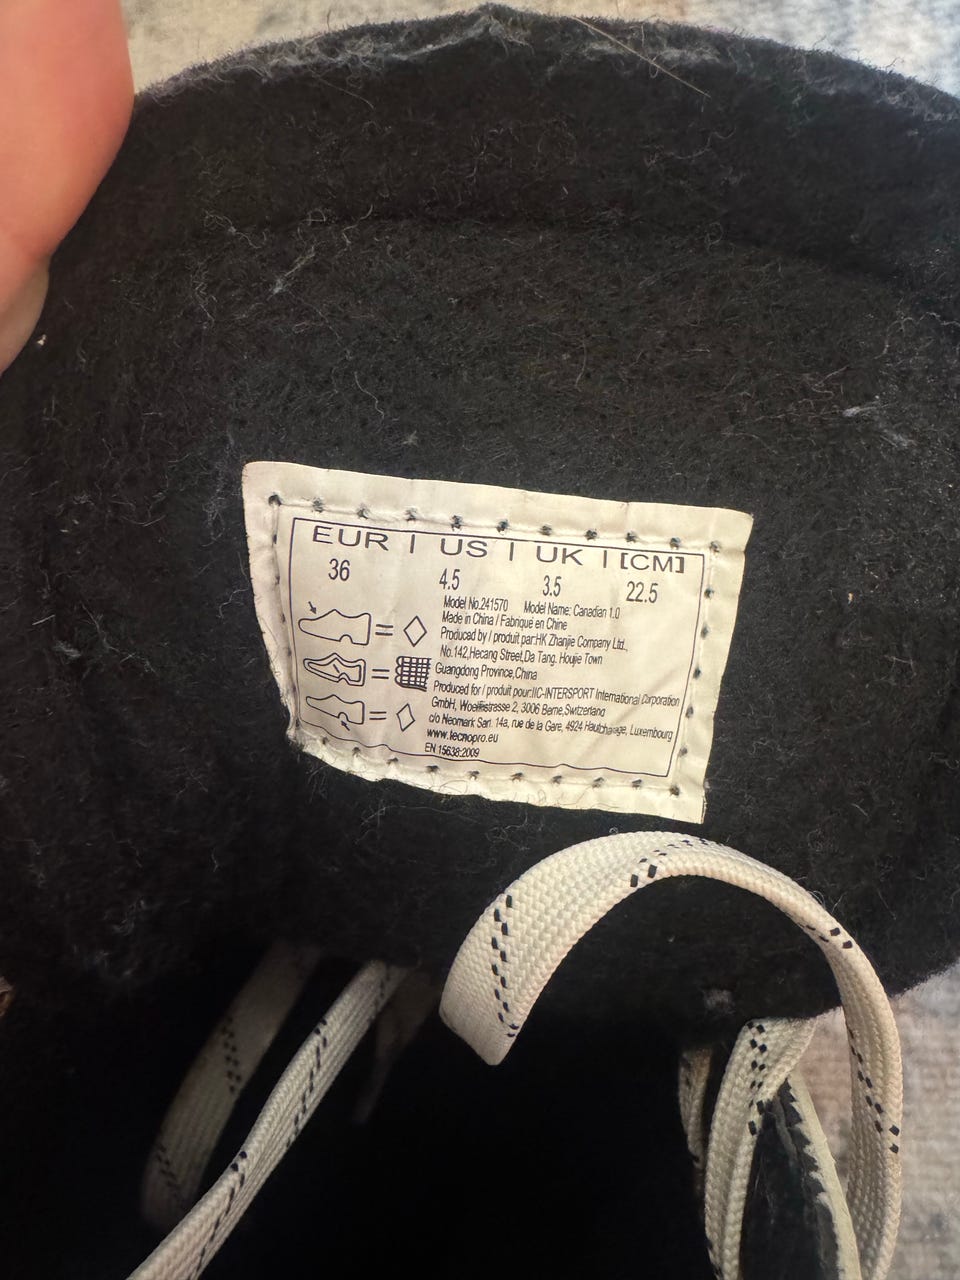 EUR | US | UK | [CM]
36 4.5 3.5 22.5
Model No.241570 Model Name: Canadian 1.0
Made in China / Fabriqué en Chine
Produced by / produit par:HK Zhanjie Company Ltd.,
No.142,Hecang Street,Da Tang. Houjie Town
Guangdong Province,China
Produced for / produit pour:IIC-INTERSPORT International Corporation
GmbH, Woelflistrasse 2, 3006 Berne,Switzerland
c/o Neomark Sarl. 14a, rue de la Gare, 4924 Luxembourg
www.tecnopro.eu
EN 15638:2009